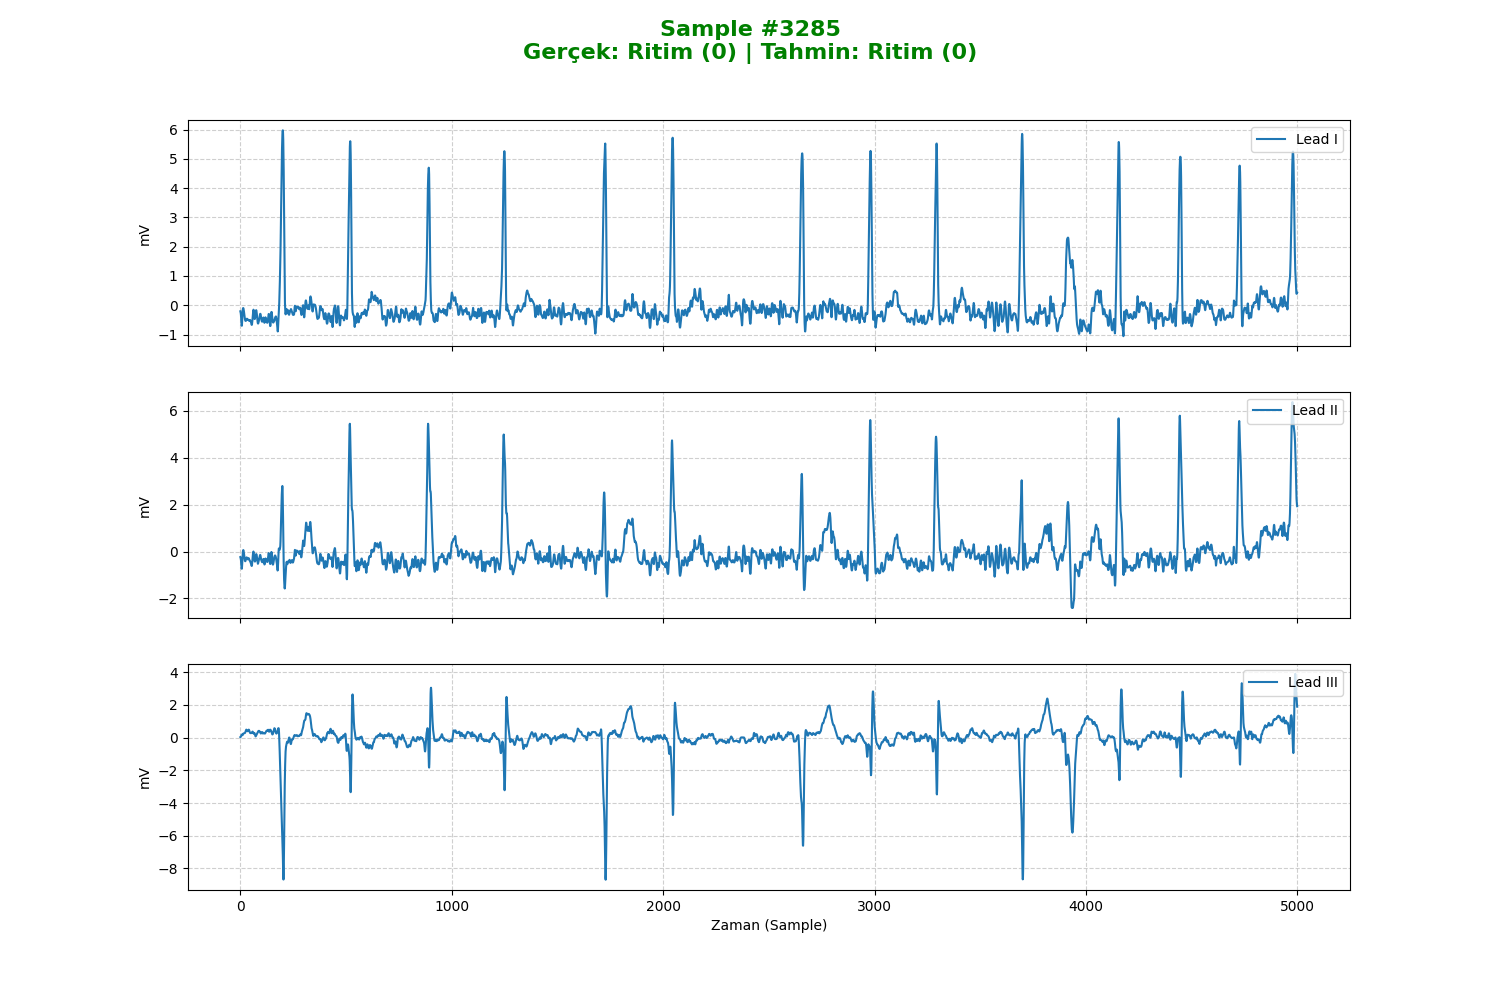 Sample #3285
Gerçek: Ritim (0) | Tahmin: Ritim (0)
6
5
4
3
2
1
0
−1
mV
Lead I
6
4
2
0
−2
mV
Lead II
4
2
0
−2
−4
−6
−8
mV
Lead III
0 1000 2000 3000 4000 5000
Zaman (Sample)